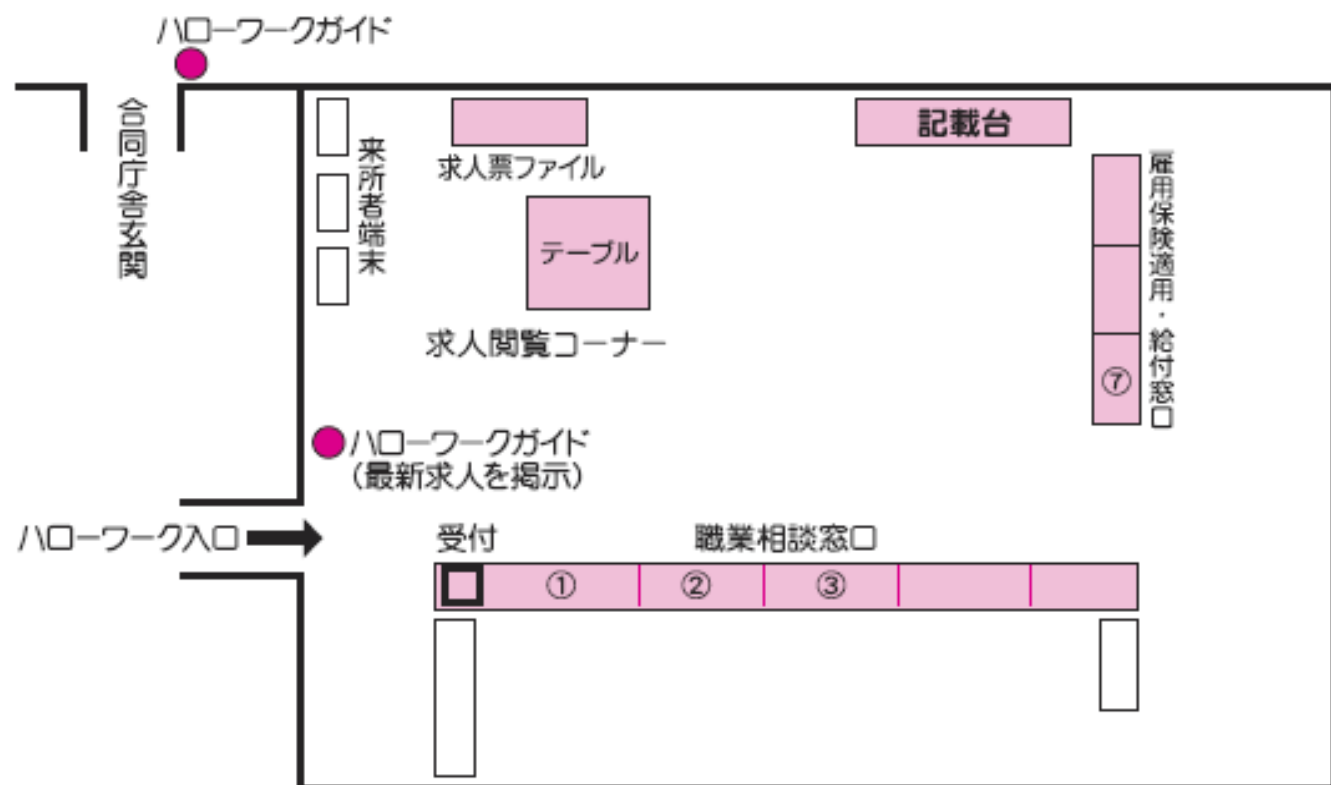 ハローワークガイド
合同庁舎玄関
来所者端末
求人票ファイル
記載台
テーブル
求人閲覧コーナー
雇用保険適用・給付窓口
⑦
ハローワークガイド
(最新求人を掲示)
ハローワーク入口
受付
職業相談窓口
① ② ③